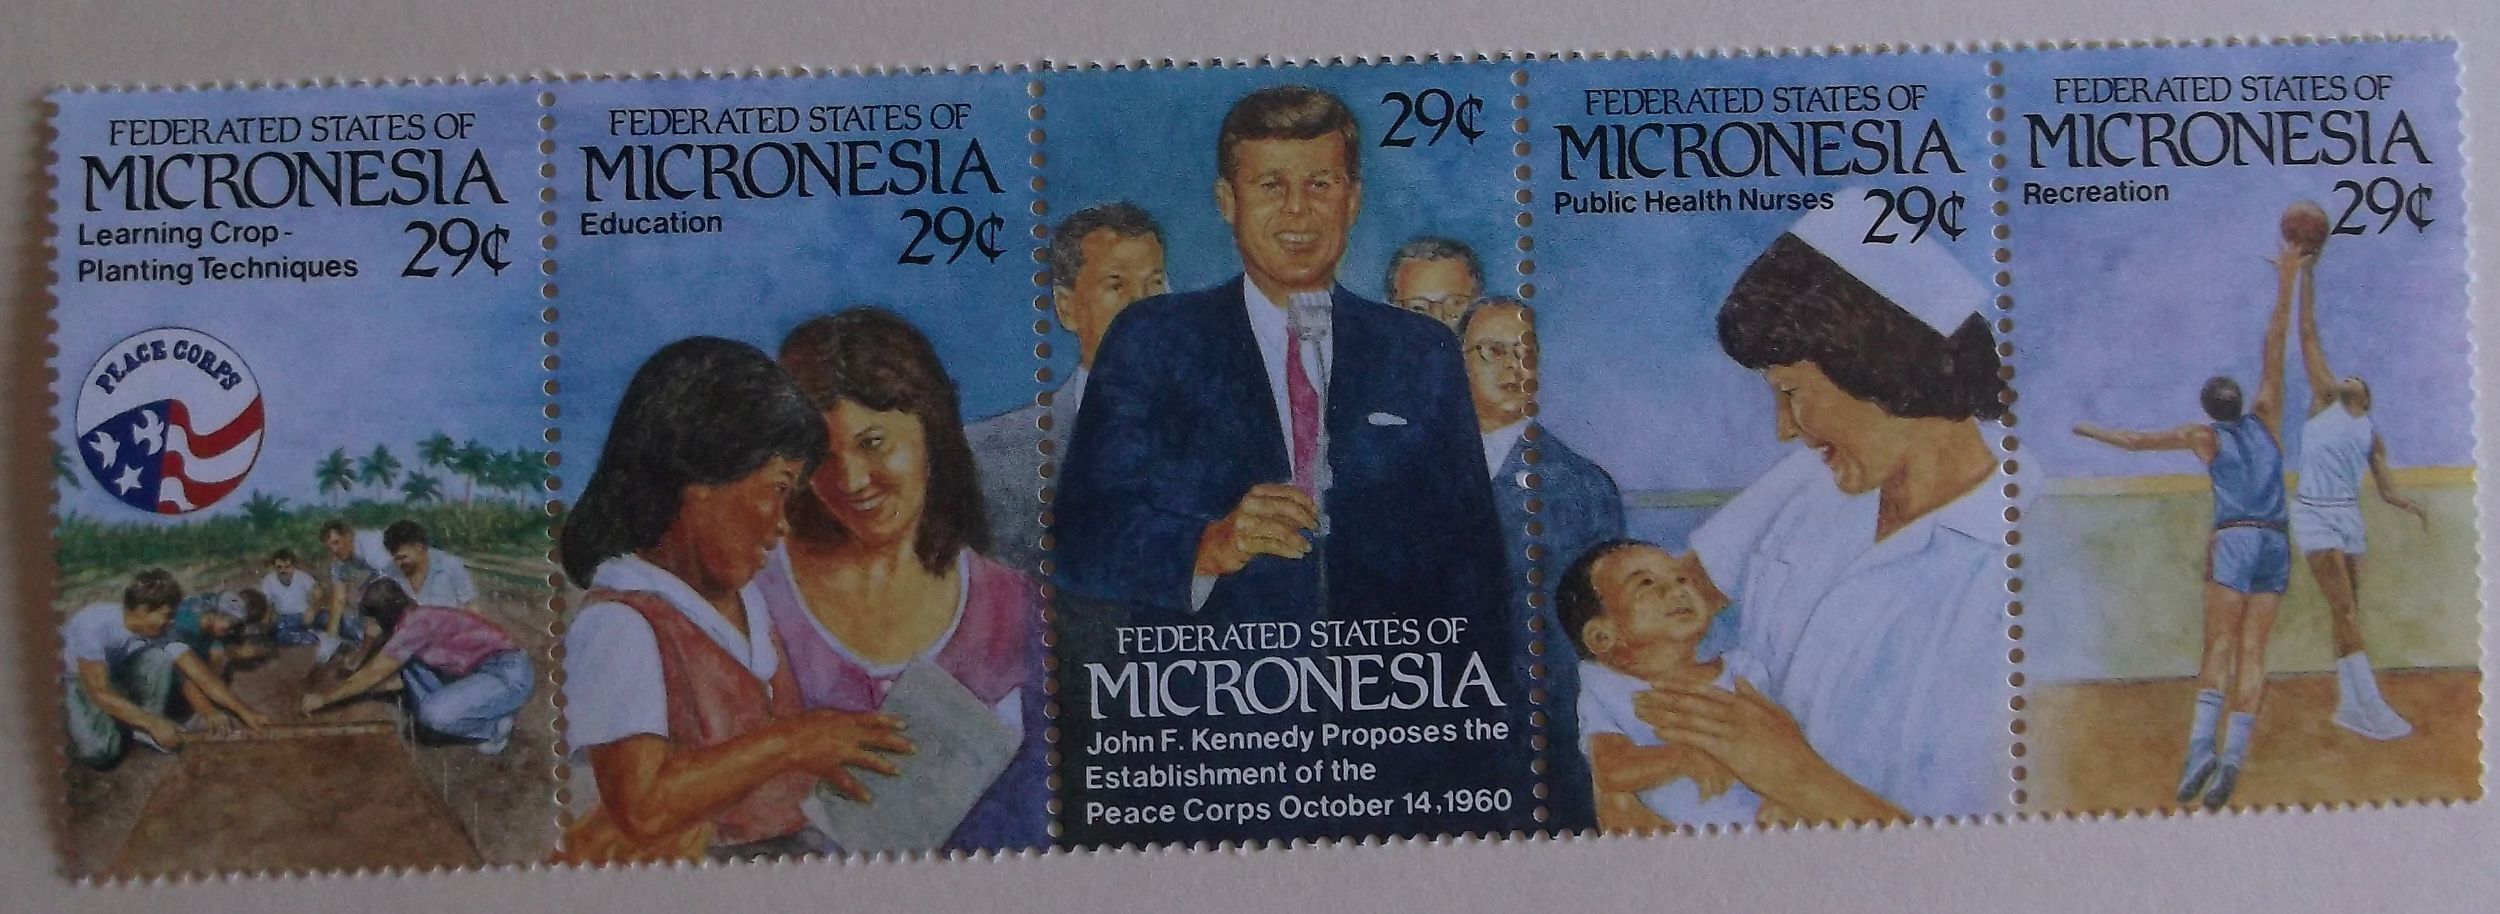 FEDERATED STATES OF
MICRONESIA
Learning Crop-
Planting Techniques
29¢
PEACE CORPS
FEDERATED STATES OF
MICRONESIA
Education
29¢
29¢
FEDERATED STATES OF
MICRONESIA
John F. Kennedy Proposes the
Establishment of the
Peace Corps October 14,1960
FEDERATED STATES OF
MICRONESIA
Public Health Nurses
29¢
FEDERATED STATES OF
MICRONESIA
Recreation
29¢